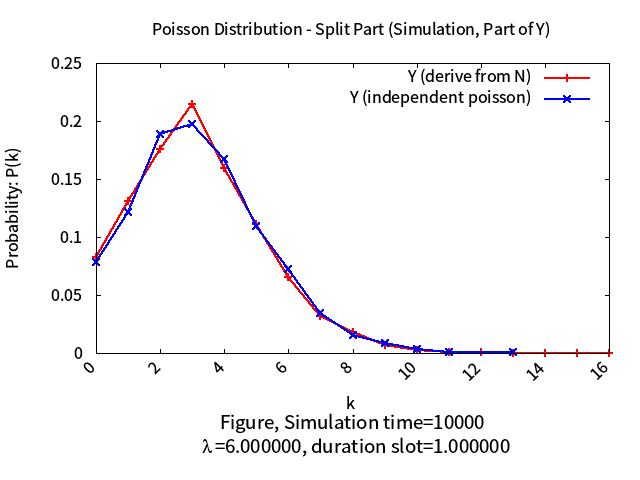 Poisson Distribution - Split Part (Simulation, Part of Y)
Y (derive from N)
Y (independent poisson)
Probability: P(k)
0.25
0.2
0.15
0.1
0.05
0
0 2 4 6 8 10 12 14 16
k
Figure, Simulation time=10000
λ=6.000000, duration slot=1.000000